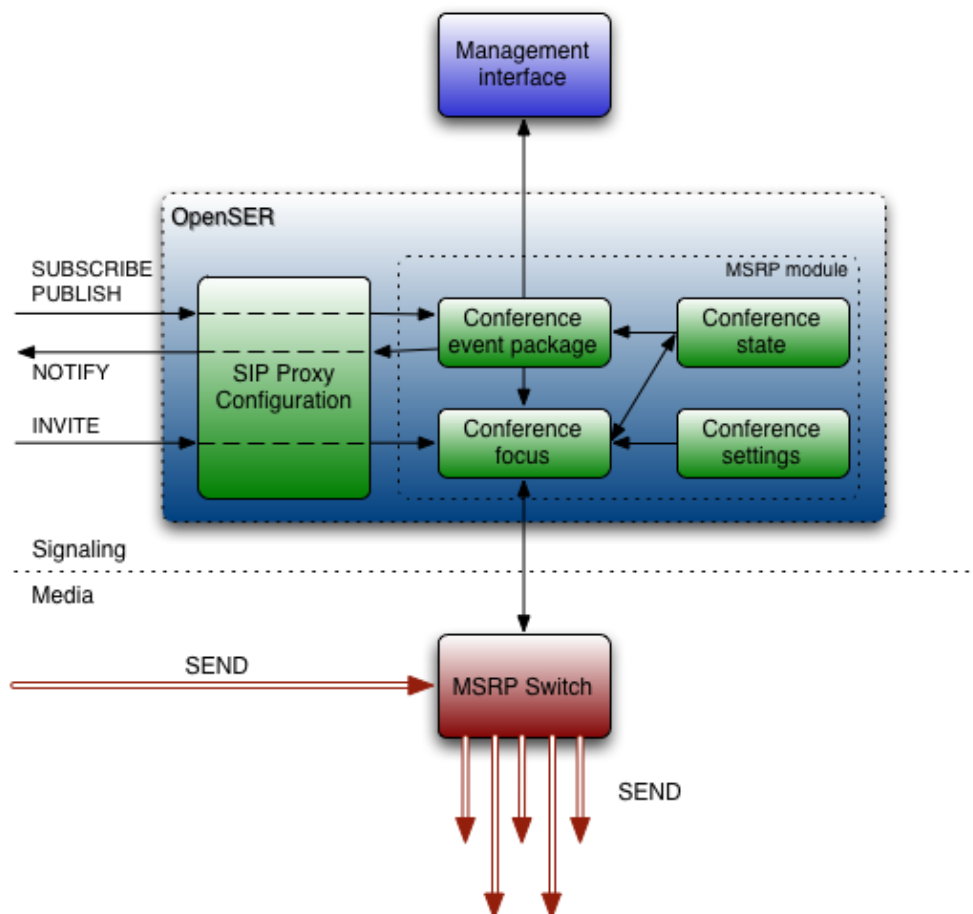 Management
interface
OpenSER
MSRP module
SUBSCRIBE
PUBLISH
Conference
event package
Conference
state
NOTIFY
SIP Proxy
Configuration
INVITE
Conference
focus
Conference
settings
Signaling
Media
SEND
MSRP Switch
SEND